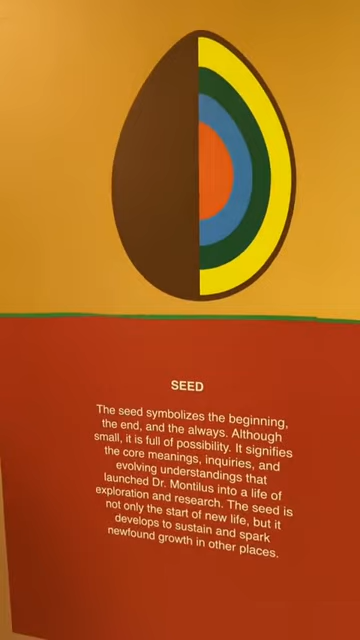 SEED
The seed symbolizes the beginning,
the end, and the always. Although
small, it is full of possibility. It signifies
the core meanings, inquiries, and
evolving understandings that
launched Dr. Montilus into a life of
exploration and research. The seed is
not only the start of new life, but it
develops to sustain and spark
newfound growth in other places.